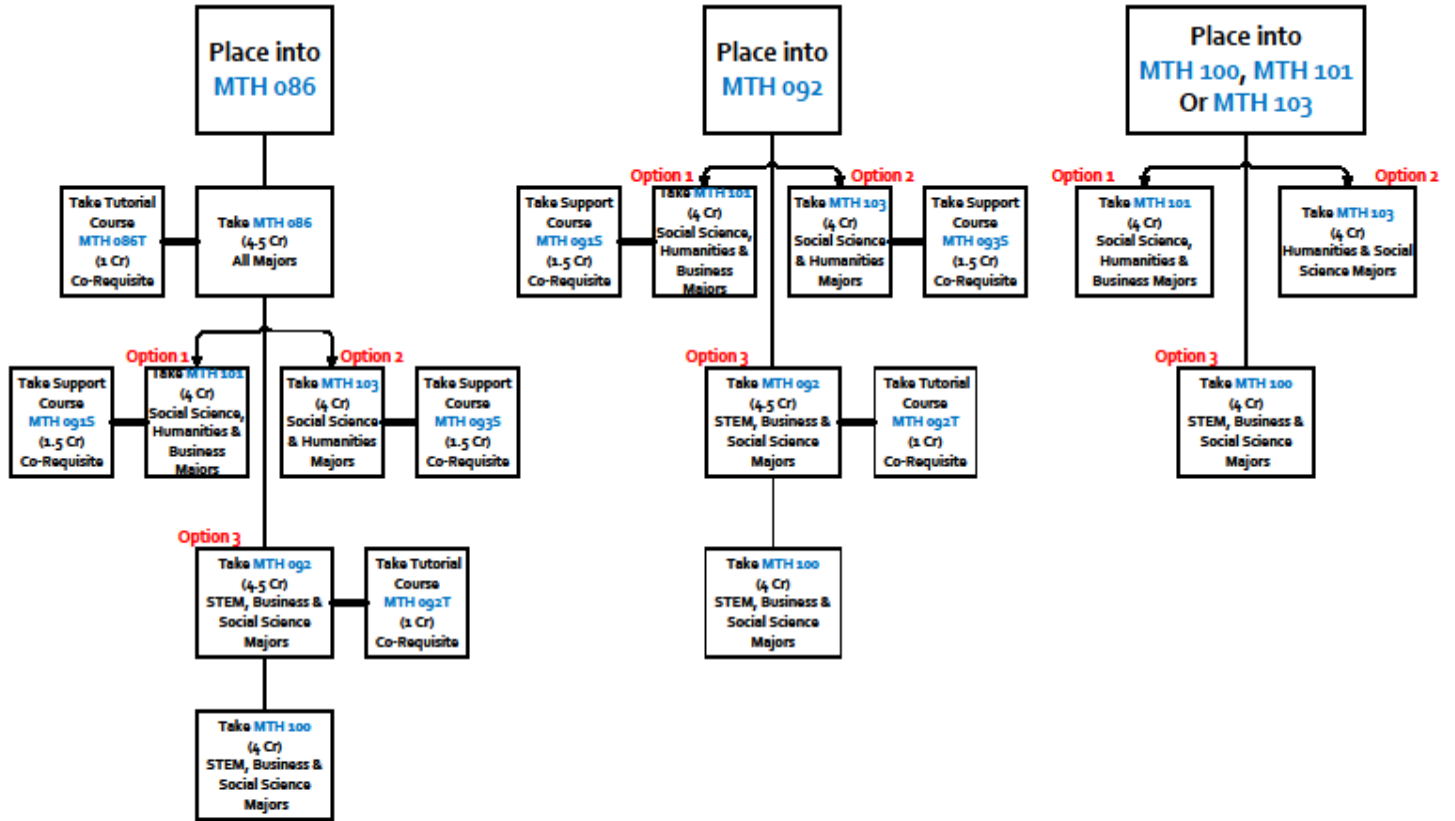 Place into
MTH 086
Take Tutorial
Course
MTH 086T
(1 Cr)
Co-Requisite
Take MTH 086
(4.5 Cr)
All Majors
Option 1
Option 2
Take Support
Course
MTH 091S
(1.5 Cr)
Co-Requisite
Take MTH 101
(4 Cr)
Social Science,
Humanities &
Business
Majors
Take MTH 103
(4 Cr)
Social Science
& Humanities
Majors
Take Support
Course
MTH 093S
(1.5 Cr)
Co-Requisite
Option 3
Take MTH 092
(4.5 Cr)
STEM, Business &
Social Science
Majors
Take Tutorial
Course
MTH 092T
(1 Cr)
Co-Requisite
Take MTH 100
(4 Cr)
STEM, Business &
Social Science
Majors
Place into
MTH 092
Option 1
Option 2
Take Support
Course
MTH 091S
(1.5 Cr)
Co-Requisite
Take MTH 101
(4 Cr)
Social Science,
Humanities &
Business
Majors
Take MTH 103
(4 Cr)
Social Science
& Humanities
Majors
Take Support
Course
MTH 093S
(1.5 Cr)
Co-Requisite
Option 3
Take MTH 092
(4.5 Cr)
STEM, Business &
Social Science
Majors
Take Tutorial
Course
MTH 092T
(1 Cr)
Co-Requisite
Take MTH 100
(4 Cr)
STEM, Business &
Social Science
Majors
Place into
MTH 100, MTH 101
Or MTH 103
Option 1
Option 2
Take MTH 101
(4 Cr)
Social Science,
Humanities &
Business Majors
Take MTH 103
(4 Cr)
Humanities & Social
Science Majors
Option 3
Take MTH 100
(4 Cr)
STEM, Business &
Social Science
Majors